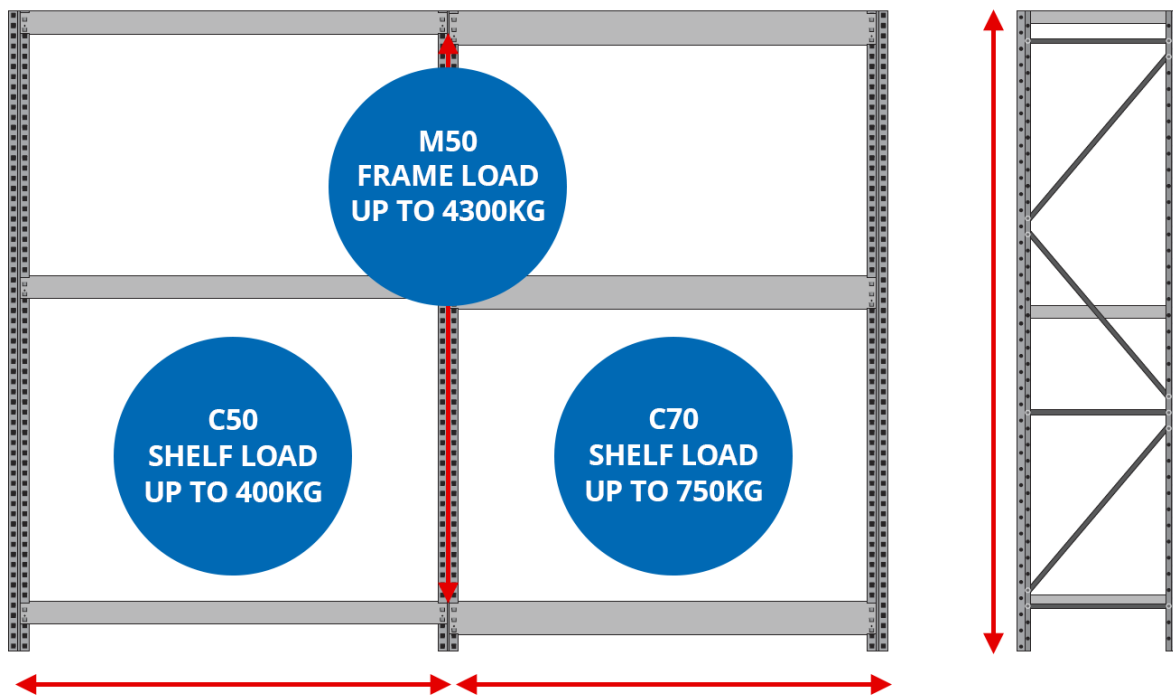 M50
FRAME LOAD
UP TO 4300KG
C50
SHELF LOAD
UP TO 400KG
C70
SHELF LOAD
UP TO 750KG